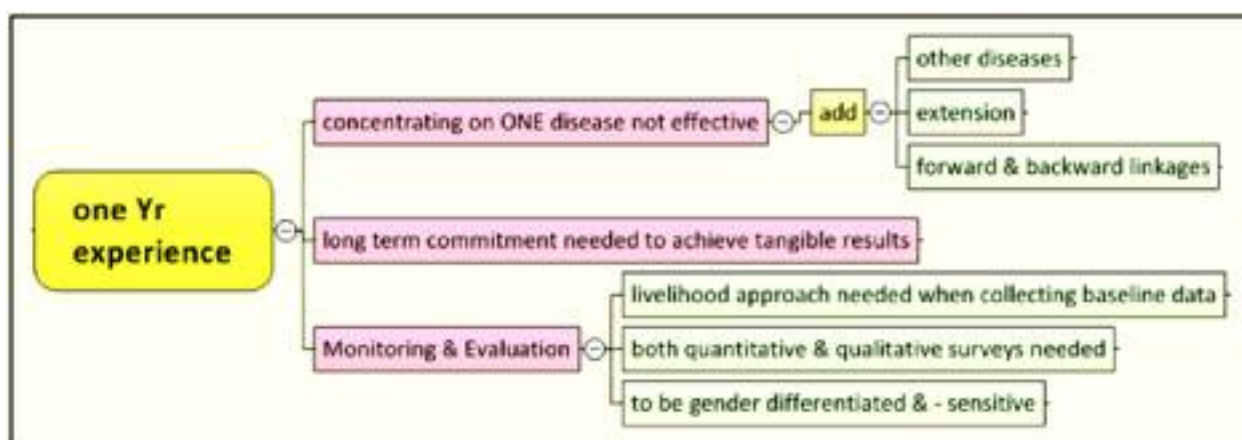 one Yr
experience
concentrating on ONE disease not effective
add
other diseases
extension
forward & backward linkages
long term commitment needed to achieve tangible results
Monitoring & Evaluation
livelihood approach needed when collecting baseline data
both quantitative & qualitative surveys needed
to be gender differentiated & - sensitive